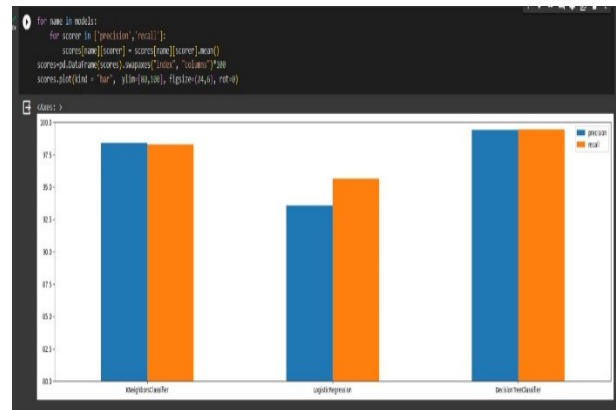 for name in models:
for scorer in ['precision','recall']:
scores[name][scorer] = scores[name][scorer].mean()
scores=pd.DataFrame(scores).swapaxes("index", "columns")*100
scores.plot(kind = "bar", ylim=[80,100], figsize=(24,6), rot=0)
<Axes: >
100.0
precision
recall
97.5
95.0
92.5
90.0
87.5
85.0
82.5
80.0
KNeighborsClassifier
LogisticRegression
DecisionTreeClassifier